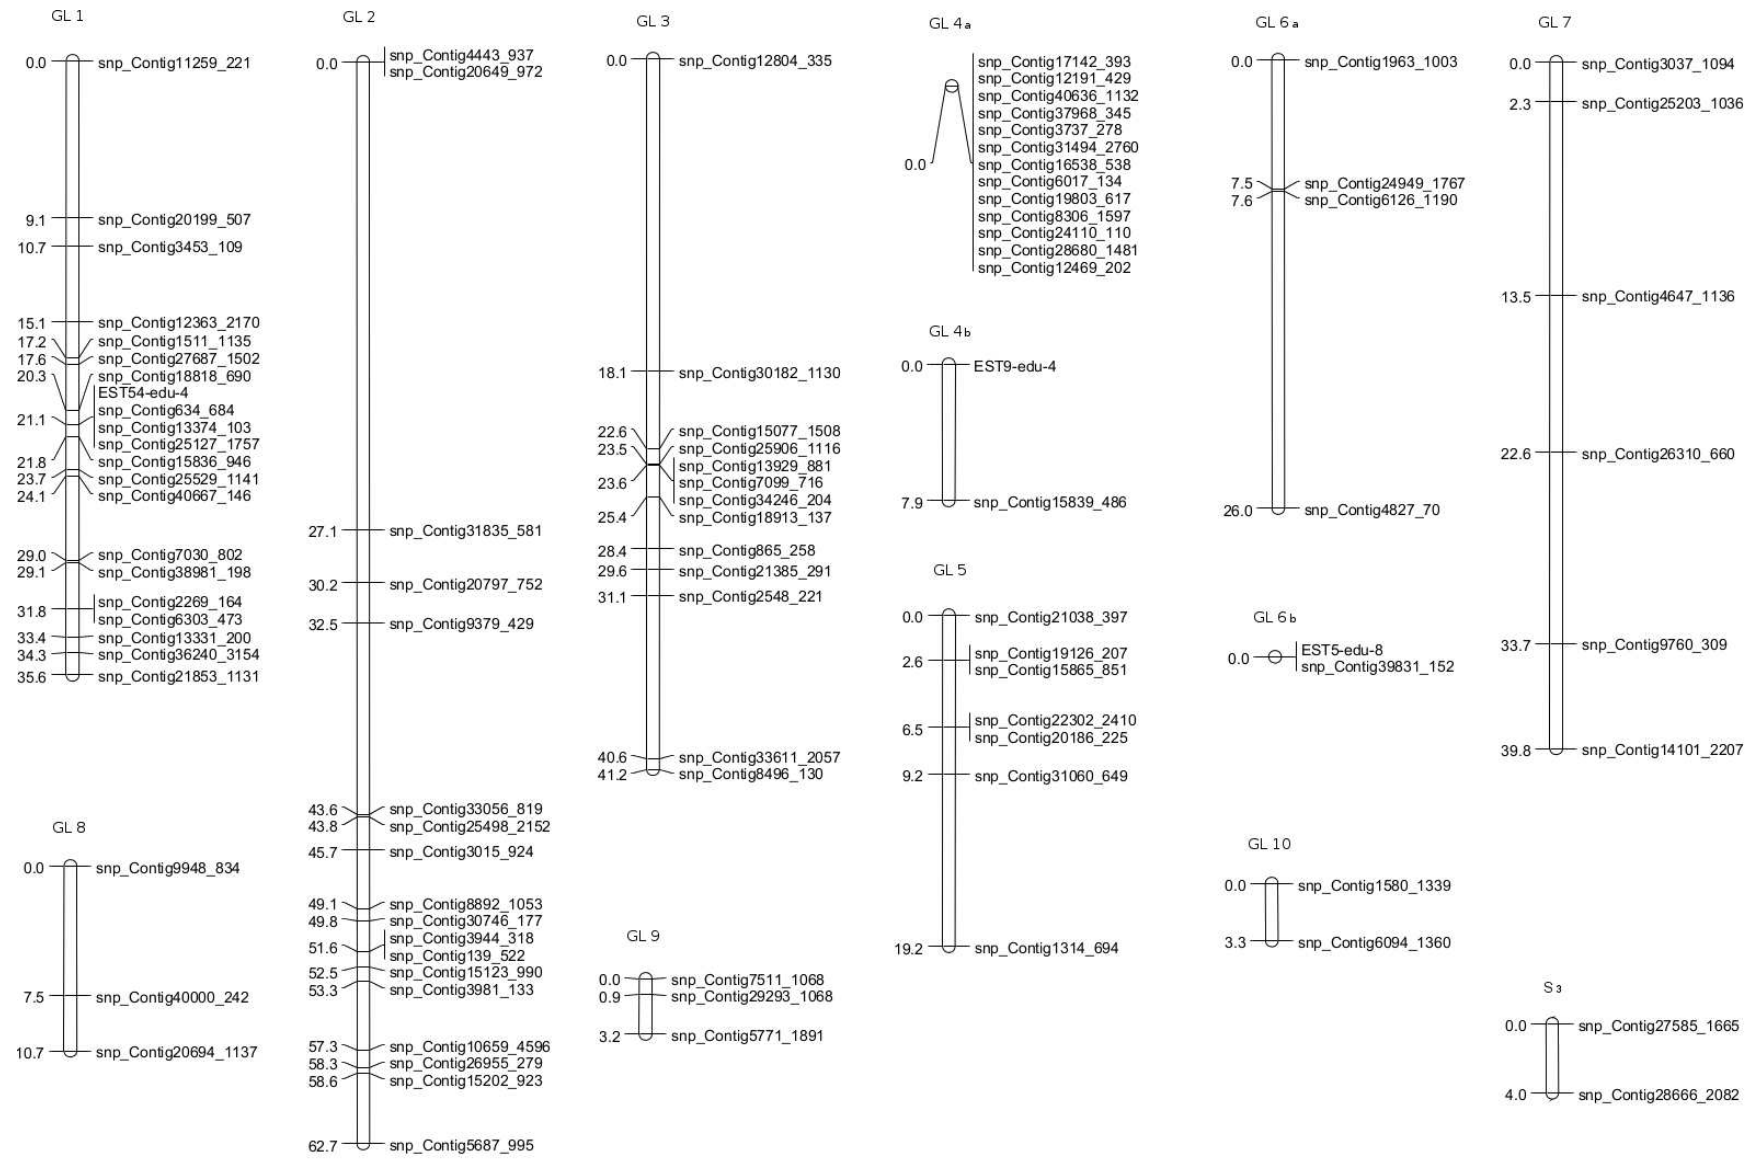 GL 1
0.0 snp_Contig11259_221
9.1 snp_Contig20199_507
10.7 snp_Contig3453_109
15.1 snp_Contig12363_2170
17.2 snp_Contig1511_1135
17.6 snp_Contig27687_1502
20.3 snp_Contig18818_690
EST54-edu-4
snp_Contig634_684
21.1 snp_Contig13374_103
snp_Contig25127_1757
21.8 snp_Contig15836_946
23.7 snp_Contig25529_1141
24.1 snp_Contig40667_146
29.0 snp_Contig7030_802
29.1 snp_Contig38981_198
31.8 snp_Contig2269_164
snp_Contig6303_473
33.4 snp_Contig13331_200
34.3 snp_Contig36240_3154
35.6 snp_Contig21853_1131
GL 8
0.0 snp_Contig9948_834
7.5 snp_Contig40000_242
10.7 snp_Contig20694_1137
GL 2
0.0 snp_Contig4443_937
snp_Contig20649_972
27.1 snp_Contig31835_581
30.2 snp_Contig20797_752
32.5 snp_Contig9379_429
43.6 snp_Contig33056_819
43.8 snp_Contig25498_2152
45.7 snp_Contig3015_924
49.1 snp_Contig8892_1053
49.8 snp_Contig30746_177
51.6 snp_Contig3944_318
snp_Contig139_522
52.5 snp_Contig15123_990
53.3 snp_Contig3981_133
57.3 snp_Contig10659_4596
58.3 snp_Contig26955_279
58.6 snp_Contig15202_923
62.7 snp_Contig5687_995
GL 3
0.0 snp_Contig12804_335
18.1 snp_Contig30182_1130
22.6 snp_Contig15077_1508
23.5 snp_Contig25906_1116
snp_Contig13929_881
23.6 snp_Contig7099_716
snp_Contig34246_204
25.4 snp_Contig18913_137
28.4 snp_Contig865_258
29.6 snp_Contig21385_291
31.1 snp_Contig2548_221
40.6 snp_Contig33611_2057
41.2 snp_Contig8496_130
GL 9
0.0 snp_Contig7511_1068
0.9 snp_Contig29293_1068
3.2 snp_Contig5771_1891
GL 4a
snp_Contig17142_393
snp_Contig12191_429
snp_Contig40636_1132
snp_Contig37968_345
snp_Contig3737_278
snp_Contig31494_2760
0.0 snp_Contig16538_538
snp_Contig6017_134
snp_Contig19803_617
snp_Contig8306_1597
snp_Contig24110_110
snp_Contig28680_1481
snp_Contig12469_202
GL 4b
0.0 EST9-edu-4
7.9 snp_Contig15839_486
GL 5
0.0 snp_Contig21038_397
2.6 snp_Contig19126_207
snp_Contig15865_851
6.5 snp_Contig22302_2410
snp_Contig20186_225
9.2 snp_Contig31060_649
19.2 snp_Contig1314_694
GL 6a
0.0 snp_Contig1963_1003
7.5 snp_Contig24949_1767
7.6 snp_Contig6126_1190
26.0 snp_Contig4827_70
GL 6b
0.0 EST5-edu-8
snp_Contig39831_152
GL 10
0.0 snp_Contig1580_1339
3.3 snp_Contig6094_1360
GL 7
0.0 snp_Contig3037_1094
2.3 snp_Contig25203_1036
13.5 snp_Contig4647_1136
22.6 snp_Contig26310_660
33.7 snp_Contig9760_309
39.8 snp_Contig14101_2207
S 3
0.0 snp_Contig27585_1665
4.0 snp_Contig28666_2082